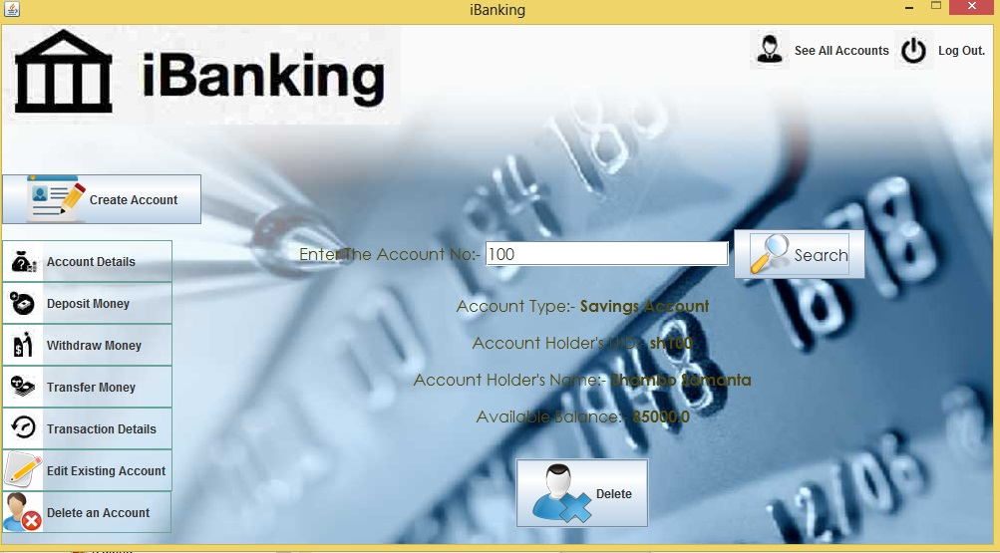 iBanking
iBanking
See All Accounts
Log Out.
Create Account
Account Details
Deposit Money
Withdraw Money
Transfer Money
Transaction Details
Edit Existing Account
Delete an Account
Enter The Account No:- 100
Search
Account Type:- Savings Account
Account Holder's sh100
Account Holder's Name:- Shambo Samanta
Available Balance:- 85000.0
Delete